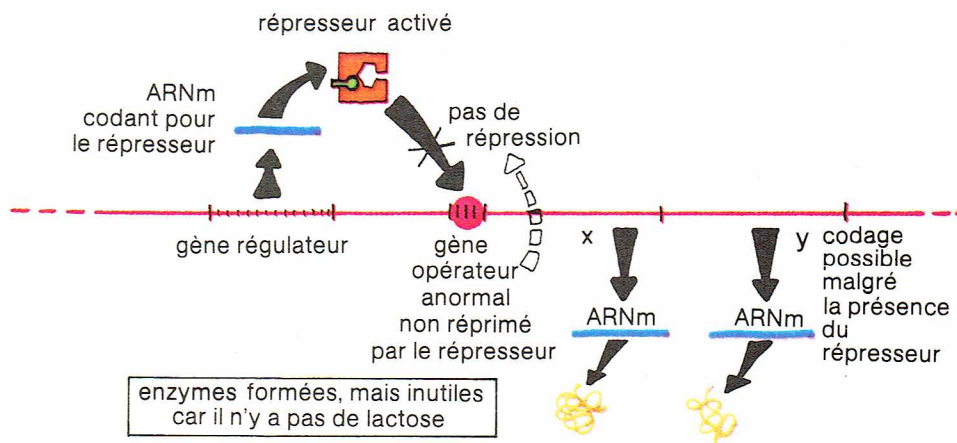 répresseur activé
ARNm
codant pour
le répresseur
pas de
répression
gène régulateur
gène
opérateur
anormal
non réprimé
par le répresseur
x
ARNm
y
ARNm
codage
possible
malgré
la présence
du
répresseur
enzymes formées, mais inutiles
car il n'y a pas de lactose